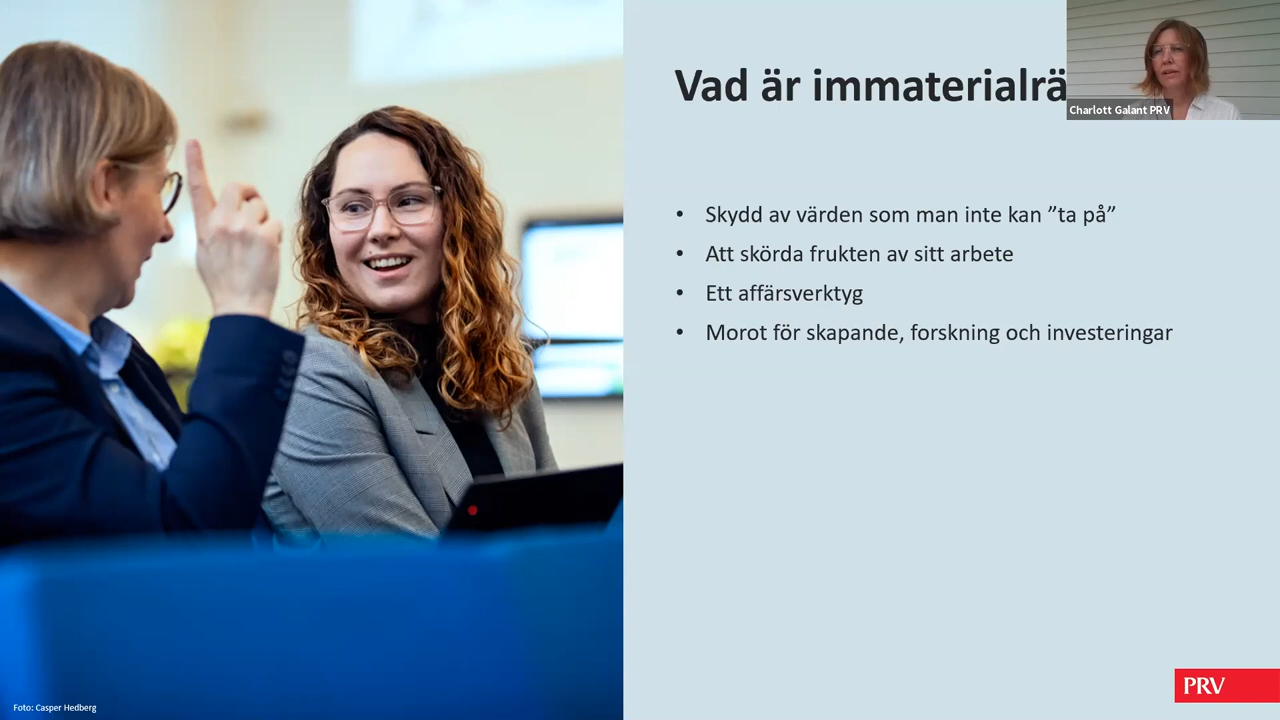 Vad är immaterialrä
Charlott Galant PRV
• Skydd av värden som man inte kan ”ta på”
• Att skörda frukten av sitt arbete
• Ett affärsverktyg
• Morot för skapande, forskning och investeringar
PRV
Foto: Casper Hedberg